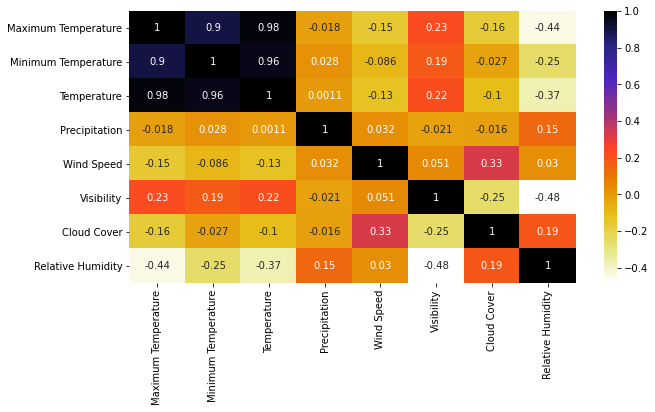 Maximum Temperature 1 0.9 0.98 -0.018 -0.15 0.23 -0.16 -0.44
Minimum Temperature 0.9 1 0.96 0.028 -0.086 0.19 -0.027 -0.25
Temperature 0.98 0.96 1 0.0011 -0.13 0.22 -0.1 -0.37
Precipitation -0.018 0.028 0.0011 1 0.032 -0.021 -0.016 0.15
Wind Speed -0.15 -0.086 -0.13 0.032 1 0.051 0.33 0.03
Visibility 0.23 0.19 0.22 -0.021 0.051 1 -0.25 -0.48
Cloud Cover -0.16 -0.027 -0.1 -0.016 0.33 -0.25 1 0.19
Relative Humidity -0.44 -0.25 -0.37 0.15 0.03 -0.48 0.19 1
Maximum Temperature
Minimum Temperature
Temperature
Precipitation
Wind Speed
Visibility
Cloud Cover
Relative Humidity
1.0
0.8
0.6
0.4
0.2
0.0
−0.2
−0.4